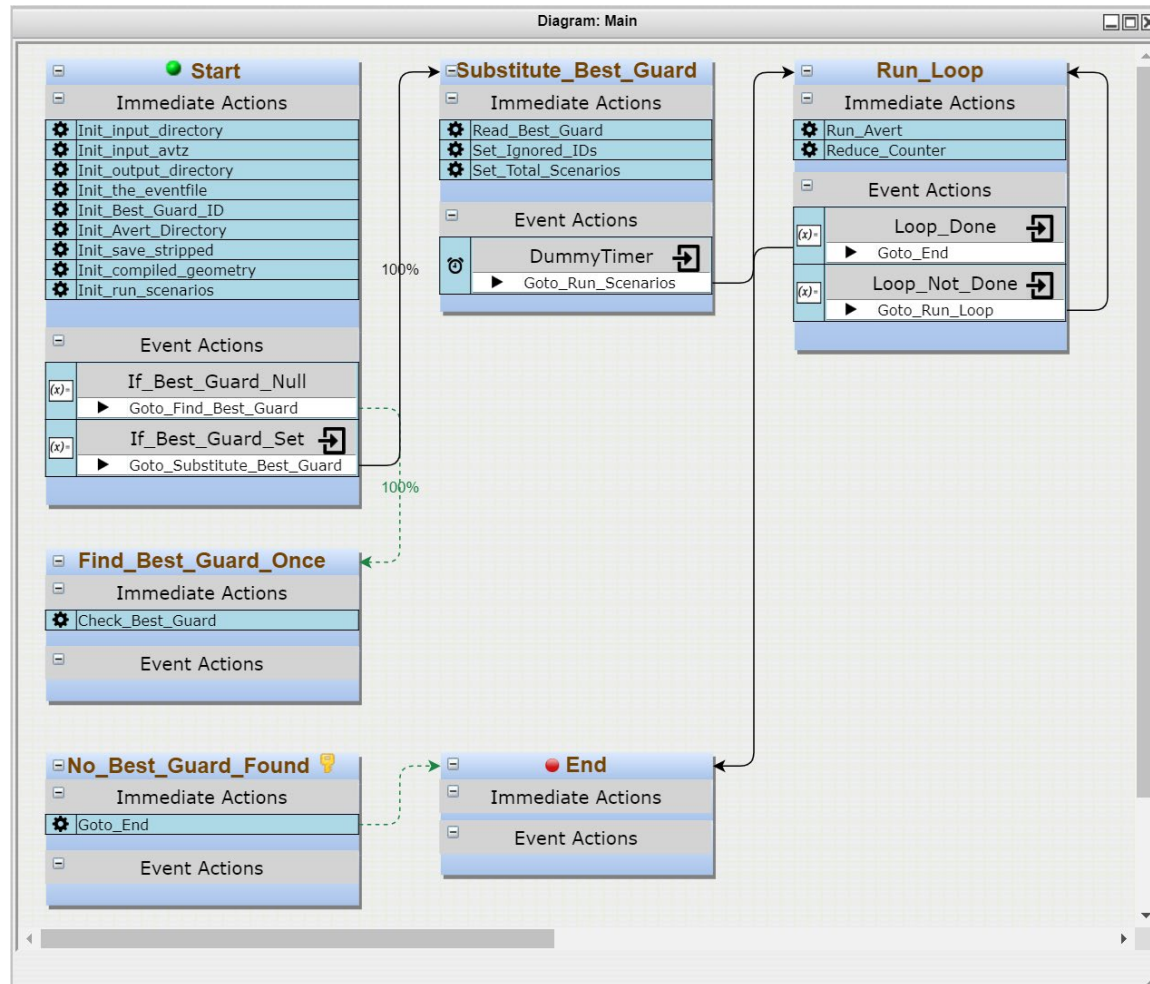 Diagram: Main
Start
Immediate Actions
Init_input_directory
Init_input_avtz
Init_output_directory
Init_the_eventfile
Init_Best_Guard_ID
Init_Avert_Directory
Init_save_stripped
Init_compiled_geometry
Init_run_scenarios
Event Actions
(x)=
If_Best_Guard_Null
Goto_Find_Best_Guard
(x)=
If_Best_Guard_Set
Goto_Substitute_Best_Guard
100%
100%
Substitute_Best_Guard
Immediate Actions
Read_Best_Guard
Set_Ignored_IDs
Set_Total_Scenarios
Event Actions
DummyTimer
Goto_Run_Scenarios
Run_Loop
Immediate Actions
Run_Avert
Reduce_Counter
Event Actions
(x)=
Loop_Done
Goto_End
(x)=
Loop_Not_Done
Goto_Run_Loop
Find_Best_Guard_Once
Immediate Actions
Check_Best_Guard
Event Actions
No_Best_Guard_Found
Immediate Actions
Goto_End
Event Actions
End
Immediate Actions
Event Actions